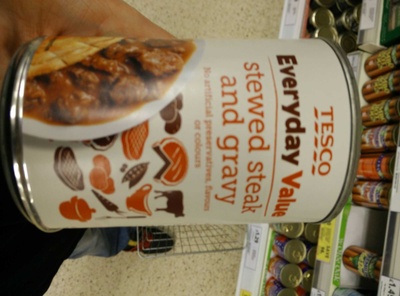 TESCO
Everyday Value
stewed steak
and gravy
No artificial preservatives, flavours
or colours